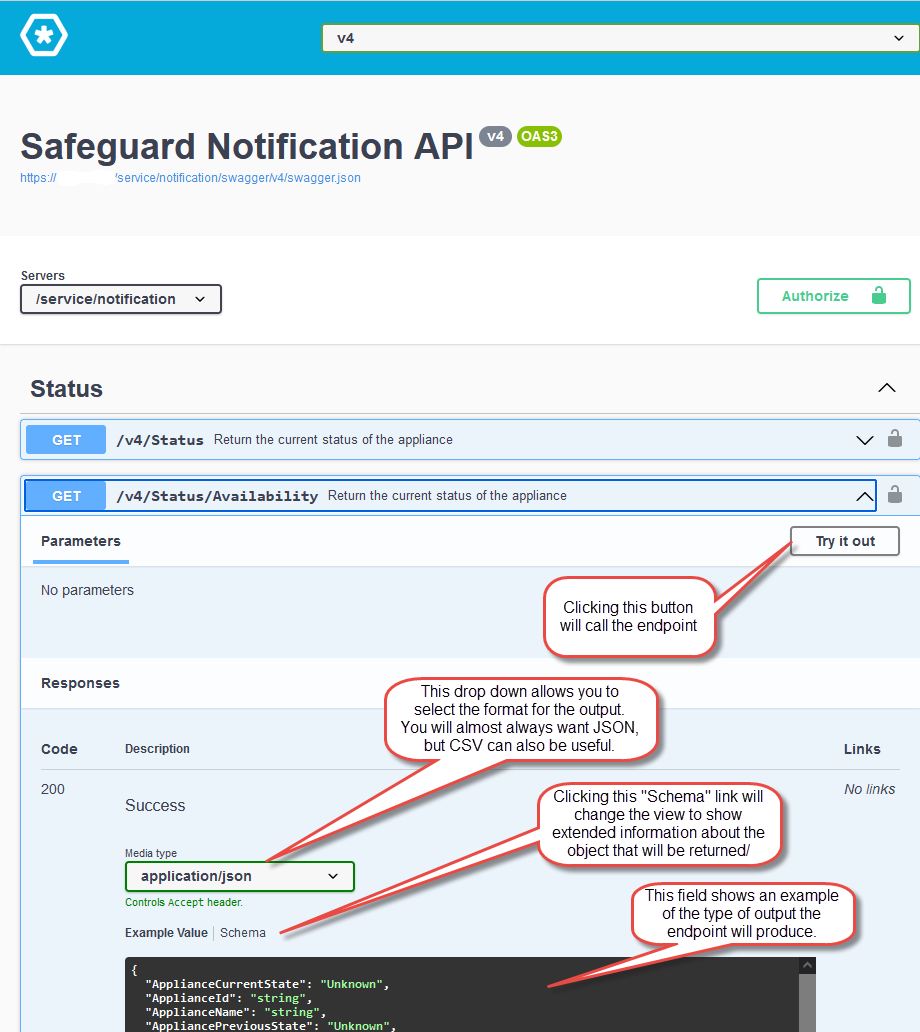 v4
Safeguard Notification API v4 OAS3
https:// /service/notification/swagger/v4/swagger.json
Servers
/service/notification
Authorize
Status
GET /v4/Status Return the current status of the appliance
GET /v4/Status/Availability Return the current status of the appliance
Parameters
Try it out
No parameters
Clicking this button
will call the endpoint
Responses
This drop down allows you to
select the format for the output.
You will almost always want JSON,
but CSV can also be useful.
Code Description Links
200 Success No links
Clicking this "Schema" link will
change the view to show
extended information about the
object that will be returned/
Media type
application/json
Controls Accept header.
This field shows an example
of the type of output the
endpoint will produce.
Example Value Schema
{
"ApplianceCurrentState": "Unknown",
"ApplianceId": "string",
"ApplianceName": "string",
"AppliancePreviousState": "Unknown",